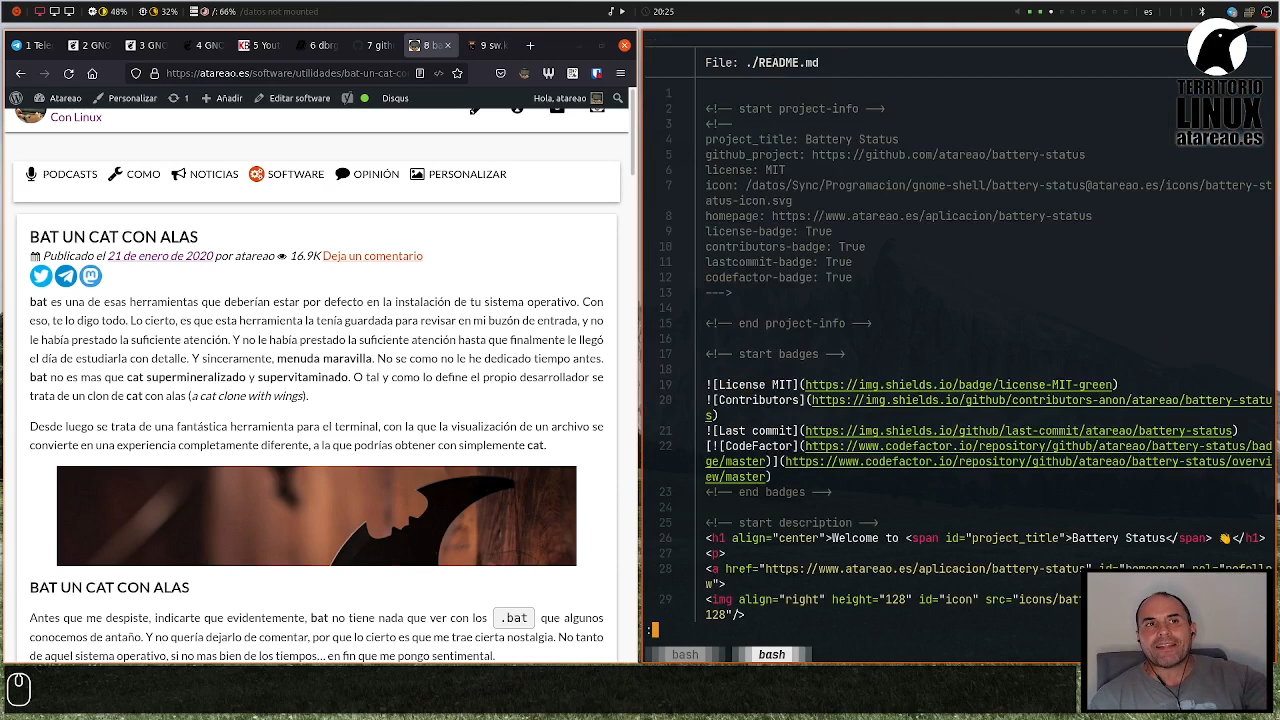 48% 32% /: 66% /datos not mounted
20:25
es
1 Tele
2 GNC
3 GNC
4 GNC
5 Yout
6 dbrg
7 gith
8 ba
9 sw.k
https://atareao.es/software/utilidades/bat-un-cat-co
Atareao Personalizar 1 Añadir Editar software Disqus Hola, atareao
Con Linux
PODCASTS COMO NOTICIAS SOFTWARE OPINIÓN PERSONALIZAR
BAT UN CAT CON ALAS
Publicado el 21 de enero de 2020 por atareao 16.9K Deja un comentario
bat es una de esas herramientas que deberían estar por defecto en la instalación de tu sistema operativo. Con
eso, te lo digo todo. Lo cierto, es que esta herramienta la tenía guardada para revisar en mi buzón de entrada, y no
le había prestado la suficiente atención. Y no le había prestado la suficiente atención hasta que finalmente le llegó
el día de estudiarla con detalle. Y sinceramente, menuda maravilla. No se como no le he dedicado tiempo antes.
bat no es mas que cat supermineralizado y supervitaminado. O tal y como lo define el propio desarrollador se
trata de un clon de cat con alas (a cat clone with wings).
Desde luego se trata de una fantástica herramienta para el terminal, con la que la visualización de un archivo se
convierte en una experiencia completamente diferente, a la que podrías obtener con simplemente cat.
BAT UN CAT CON ALAS
Antes que me despiste, indicarte que evidentemente, bat no tiene nada que ver con los .bat que algunos
conocemos de antaño. Y no quería dejarlo de comentar, por que lo cierto es que me trae cierta nostalgia. No tanto
de aquel sistema operativo, si no mas bien de los tiempos… en fin que me pongo sentimental.
File: ./README.md
1
2 <!-- start project-info -->
3 <!--
4 project_title: Battery Status
5 github_project: https://github.com/atareao/battery-status
6 license: MIT
7 icon: /datos/Sync/Programacion/gnome-shell/battery-status@atareao.es/icons/battery-st
atus-icon.svg
8 homepage: https://www.atareao.es/aplicacion/battery-status
9 license-badge: True
10 contributors-badge: True
11 lastcommit-badge: True
12 codefactor-badge: True
13 --->
14
15 <!-- end project-info -->
16
17 <!-- start badges -->
18
19 ![License MIT](https://img.shields.io/badge/license-MIT-green)
20 ![Contributors](https://img.shields.io/github/contributors-anon/atareao/battery-statu
s)
21 ![Last commit](https://img.shields.io/github/last-commit/atareao/battery-status)
22 [![CodeFactor](https://www.codefactor.io/repository/github/atareao/battery-status/bad
ge/master)](https://www.codefactor.io/repository/github/atareao/battery-status/overvi
ew/master)
23 <!-- end badges -->
24
25 <!-- start description -->
26 <h1 align="center">Welcome to <span id="project_title">Battery Status</span> 👏</h1>
27 <p>
28 <a href="https://www.atareao.es/aplicacion/battery-status" id="homepage" rel="nofollo
w">
29 <img align="right" height="128" id="icon" src="icons/bat
128"/>
:
bash bash
TERRITORIO
LINUX
atareao.es